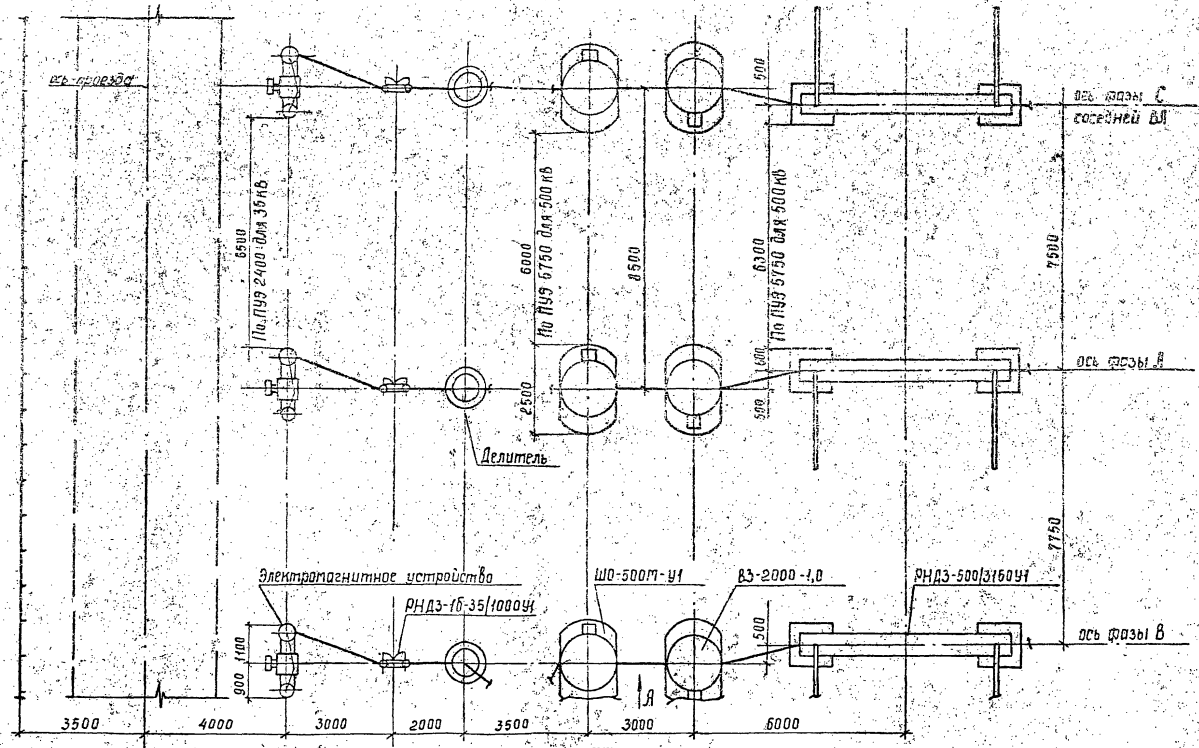 ось проезда
500
ось фазы С
соседней ВЛ
6500
По ПУЭ 2400 для 35 кВ
6000
По ПУЭ 5750 для 500 кВ
8500
6300
По ПУЭ 5750 для 500 кВ
7500
600
ось фазы А
2500
500
Делитель
7750
Электромагнитное устройство
ШО-500М-У1
ВЗ-2000-1,0
РНДЗ-500/3150У1
РНДЗ-1б-35/1000У1
500
ось фазы В
1100
900
А
3500
4000
3000
2000
3500
3000
6000